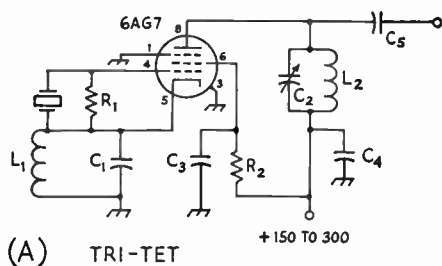 6AG7
8
C5
1
4
6
5
3
R1
C2
L2
L1
C1
C3
R2
C4
+150 TO 300
(A) TRI-TET